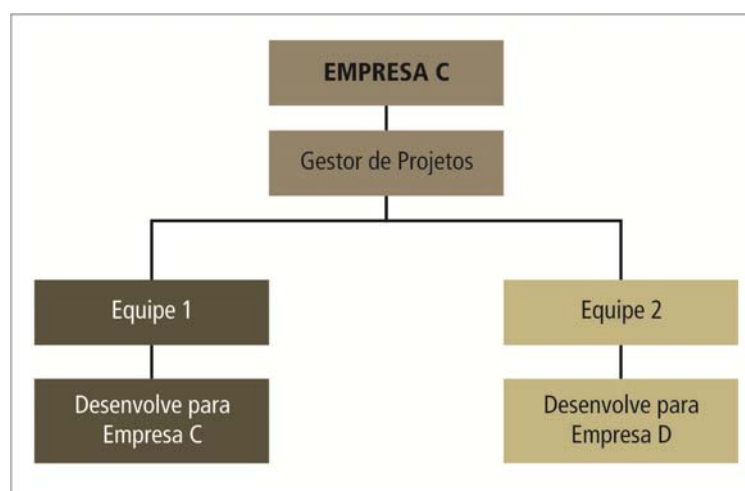 EMPRESA C
Gestor de Projetos
Equipe 1
Equipe 2
Desenvolve para
Empresa C
Desenvolve para
Empresa D